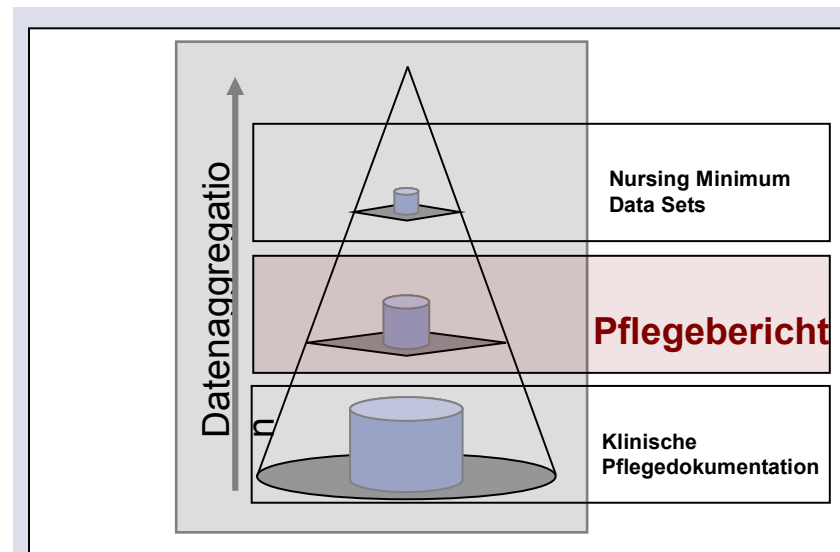 Datenaggregatio
n
Nursing Minimum
Data Sets
Pflegebericht
Klinische
Pflegedokumentation